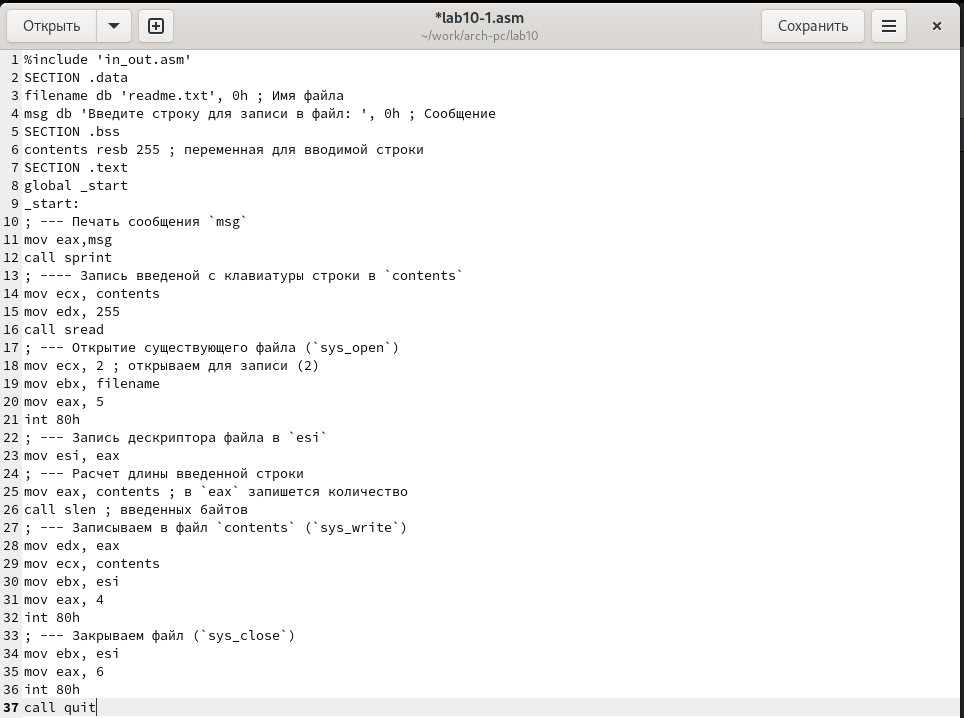 Открыть
*lab10-1.asm
~/work/arch-pc/lab10
Сохранить
1 %include 'in_out.asm'
2 SECTION .data
3 filename db 'readme.txt', 0h ; Имя файла
4 msg db 'Введите строку для записи в файл: ', 0h ; Сообщение
5 SECTION .bss
6 contents resb 255 ; переменная для вводимой строки
7 SECTION .text
8 global _start
9 _start:
10 ; --- Печать сообщения `msg`
11 mov eax,msg
12 call sprint
13 ; ---- Запись введеной с клавиатуры строки в `contents`
14 mov ecx, contents
15 mov edx, 255
16 call sread
17 ; --- Открытие существующего файла (`sys_open`)
18 mov ecx, 2 ; открываем для записи (2)
19 mov ebx, filename
20 mov eax, 5
21 int 80h
22 ; --- Запись дескриптора файла в `esi`
23 mov esi, eax
24 ; --- Расчет длины введенной строки
25 mov eax, contents ; в `eax` запишется количество
26 call slen ; введенных байтов
27 ; --- Записываем в файл `contents` (`sys_write`)
28 mov edx, eax
29 mov ecx, contents
30 mov ebx, esi
31 mov eax, 4
32 int 80h
33 ; --- Закрываем файл (`sys_close`)
34 mov ebx, esi
35 mov eax, 6
36 int 80h
37 call quit